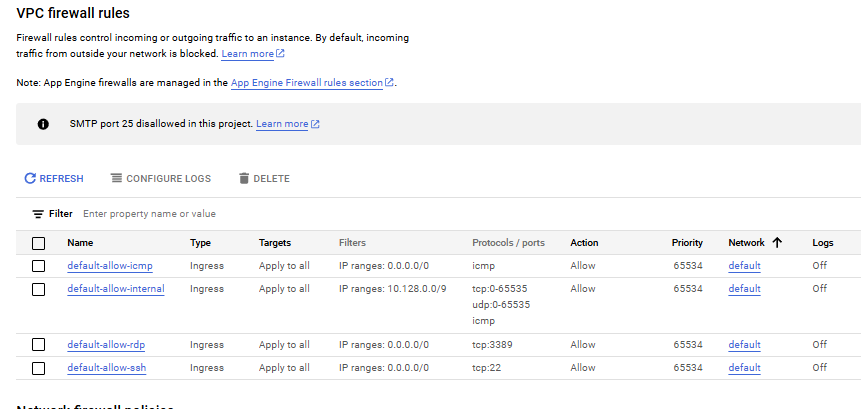 VPC firewall rules
Firewall rules control incoming or outgoing traffic to an instance. By default, incoming
traffic from outside your network is blocked. Learn more
Note: App Engine firewalls are managed in the App Engine Firewall rules section.
SMTP port 25 disallowed in this project. Learn more
REFRESH CONFIGURE LOGS DELETE
Filter Enter property name or value
Name Type Targets Filters Protocols / ports Action Priority Network Logs
default-allow-icmp Ingress Apply to all IP ranges: 0.0.0.0/0 icmp Allow 65534 default Off
default-allow-internal Ingress Apply to all IP ranges: 10.128.0.0/9 tcp:0-65535 Allow 65534 default Off
udp:0-65535
icmp
default-allow-rdp Ingress Apply to all IP ranges: 0.0.0.0/0 tcp:3389 Allow 65534 default Off
default-allow-ssh Ingress Apply to all IP ranges: 0.0.0.0/0 tcp:22 Allow 65534 default Off
Network firewall policies